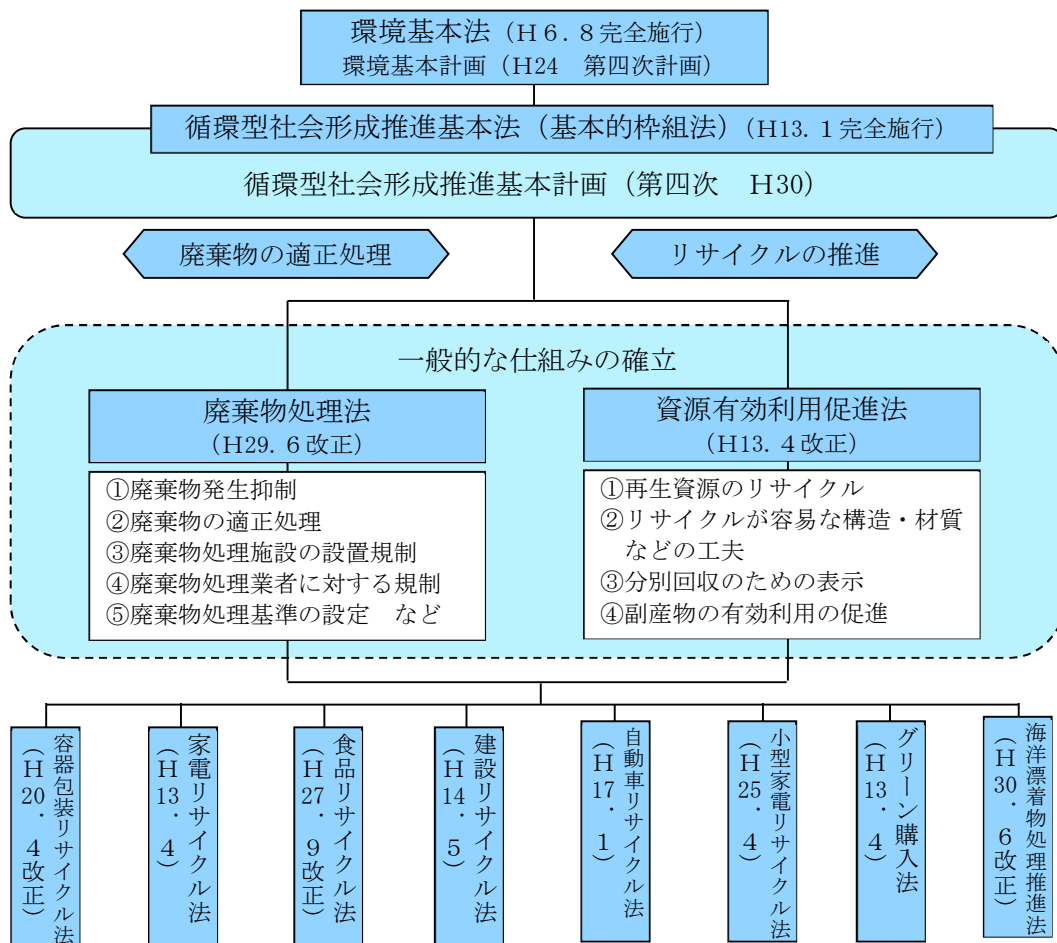 環境基本法（H6.8完全施行）
環境基本計画（H24　第四次計画）
循環型社会形成推進基本法（基本的枠組法）（H13.1完全施行）
循環型社会形成推進基本計画（第四次　H30）
廃棄物の適正処理
リサイクルの推進
一般的な仕組みの確立
廃棄物処理法
（H29.6改正）
①廃棄物発生抑制
②廃棄物の適正処理
③廃棄物処理施設の設置規制
④廃棄物処理業者に対する規制
⑤廃棄物処理基準の設定　など
資源有効利用促進法
（H13.4改正）
①再生資源のリサイクル
②リサイクルが容易な構造・材質
などの工夫
③分別回収のための表示
④副産物の有効利用の促進
容器包装リサイクル法
（H20.4改正）
家電リサイクル法
（H13.4）
食品リサイクル法
（H27.9改正）
建設リサイクル法
（H14.5）
自動車リサイクル法
（H17.1）
小型家電リサイクル法
（H25.4）
グリーン購入法
（H13.4）
海洋漂着物処理推進法
（H30.6改正）